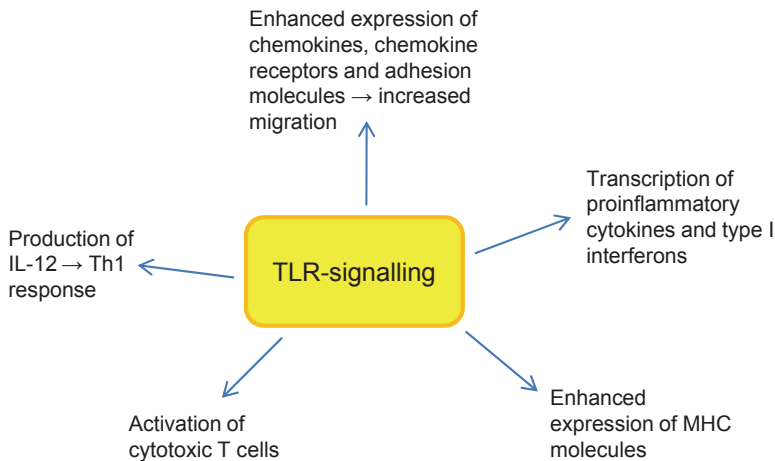 Enhanced expression of
chemokines, chemokine
receptors and adhesion
molecules → increased
migration
Transcription of
proinflammatory
cytokines and type I
interferons
Production of
IL-12 → Th1
response
TLR-signalling
Activation of
cytotoxic T cells
Enhanced
expression of MHC
molecules